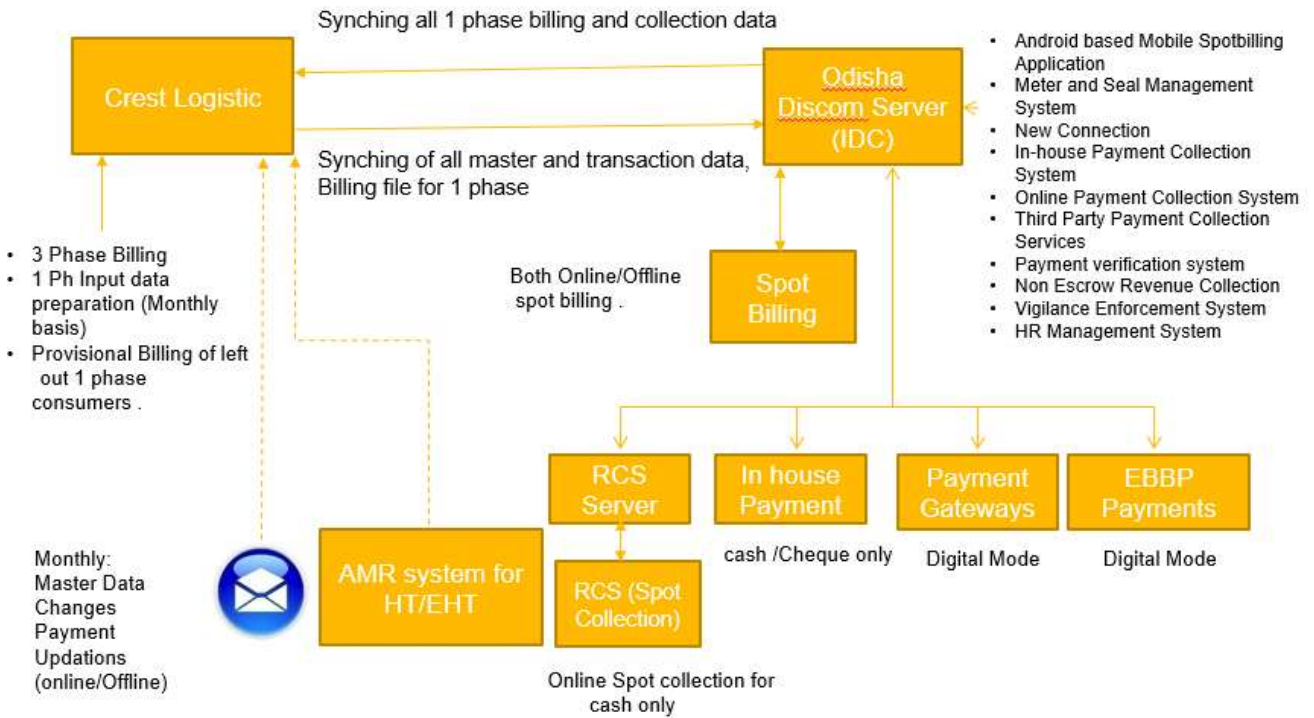 Synching all 1 phase billing and collection data
Crest Logistic
Odisha
Discom Server
(IDC)
Synching of all master and transaction data,
Billing file for 1 phase
• Android based Mobile Spotbilling
Application
• Meter and Seal Management
System
• New Connection
• In-house Payment Collection
System
• Online Payment Collection System
• Third Party Payment Collection
Services
• Payment verification system
• Non Escrow Revenue Collection
• Vigilance Enforcement System
• HR Management System
• 3 Phase Billing
• 1 Ph Input data
preparation (Monthly
basis)
• Provisional Billing of left
out 1 phase
consumers .
Both Online/Offline
spot billing .
Spot
Billing
RCS
Server
In house
Payment
Payment
Gateways
EBBP
Payments
cash /Cheque only
Digital Mode
Digital Mode
Monthly:
Master Data
Changes
Payment
Updations
(online/Offline)
AMR system for
HT/EHT
RCS (Spot
Collection)
Online Spot collection for
cash only